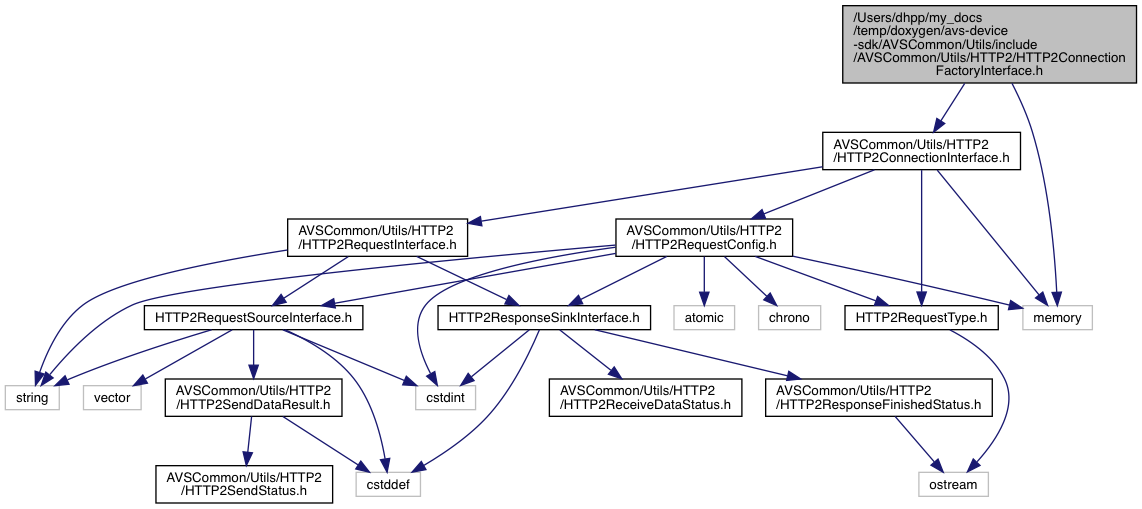 /Users/dhpp/my_docs
/temp/doxygen/avs-device
-sdk/AVSCommon/Utils/include
/AVSCommon/Utils/HTTP2/HTTP2Connection
FactoryInterface.h
AVSCommon/Utils/HTTP2
/HTTP2ConnectionInterface.h
AVSCommon/Utils/HTTP2
/HTTP2RequestInterface.h
AVSCommon/Utils/HTTP2
/HTTP2RequestConfig.h
HTTP2RequestSourceInterface.h
HTTP2ResponseSinkInterface.h
atomic
chrono
HTTP2RequestType.h
memory
string
vector
AVSCommon/Utils/HTTP2
/HTTP2SendDataResult.h
cstdint
AVSCommon/Utils/HTTP2
/HTTP2ReceiveDataStatus.h
AVSCommon/Utils/HTTP2
/HTTP2ResponseFinishedStatus.h
AVSCommon/Utils/HTTP2
/HTTP2SendStatus.h
cstddef
ostream